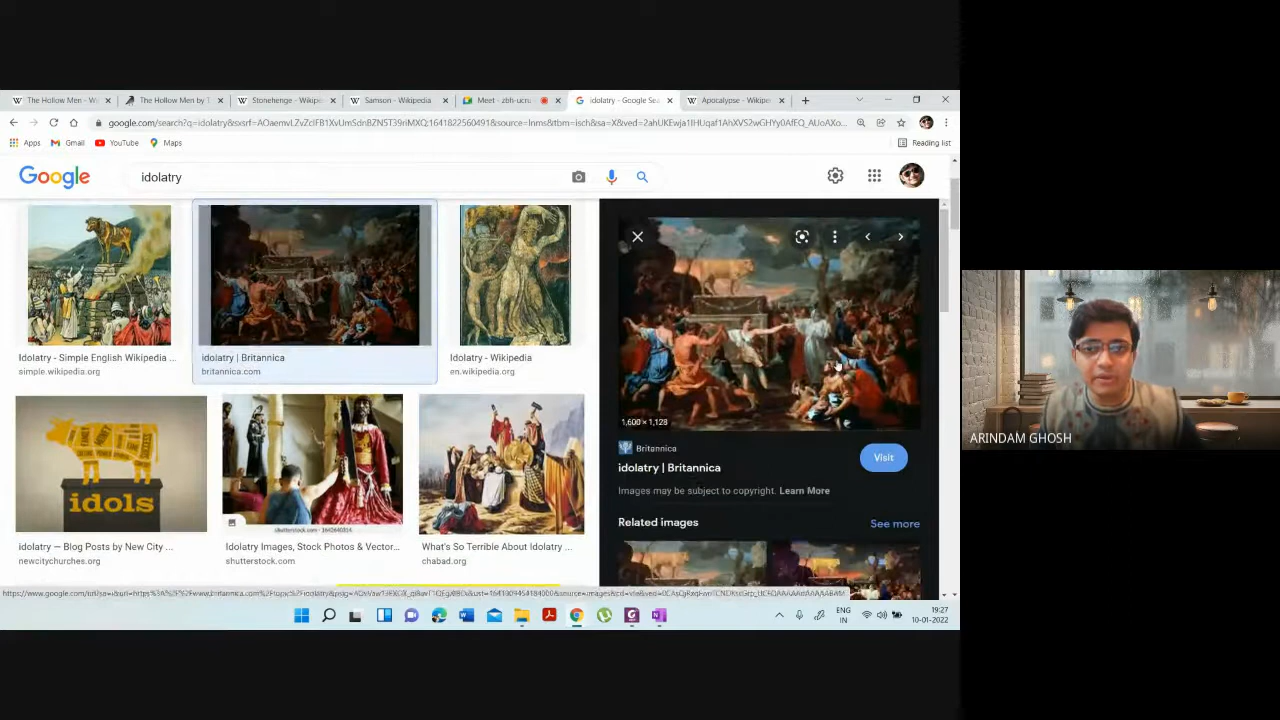 The Hollow Men - W
The Hollow Men by T
Stonehenge - Wikipe
Samson - Wikipedia
Meet - zbh-ucru
idolatry - Google Sea
Apocalypse - Wikipe
Apps
Gmail
YouTube
Maps
Reading list
Google
idolatry
Idolatry - Simple English Wikipedia ...
simple.wikipedia.org
idolatry | Britannica
britannica.com
Idolatry - Wikipedia
en.wikipedia.org
1,600 × 1,128
Britannica
idolatry | Britannica
Visit
Images may be subject to copyright. Learn More
Related images
See more
idols
idolatry — Blog Posts by New City ...
newcitychurches.org
Idolatry Images, Stock Photos & Vector...
shutterstock.com
What's So Terrible About Idolatry ...
chabad.org
ARINDAM GHOSH
ENG
IN
19:27
10-01-2022